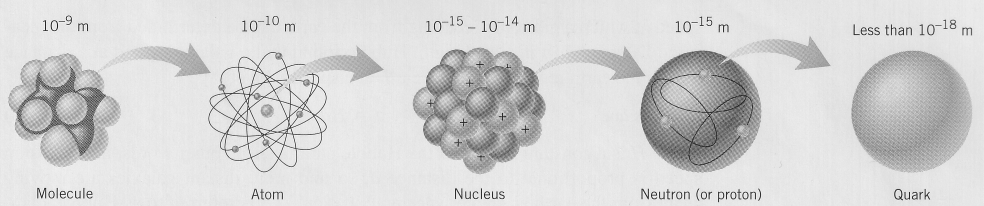 10⁻⁹ m
10⁻¹⁰ m
10⁻¹⁵ – 10⁻¹⁴ m
10⁻¹⁵ m
Less than 10⁻¹⁸ m
+ +
+ +
+ + +
+ +
Molecule
Atom
Nucleus
Neutron (or proton)
Quark